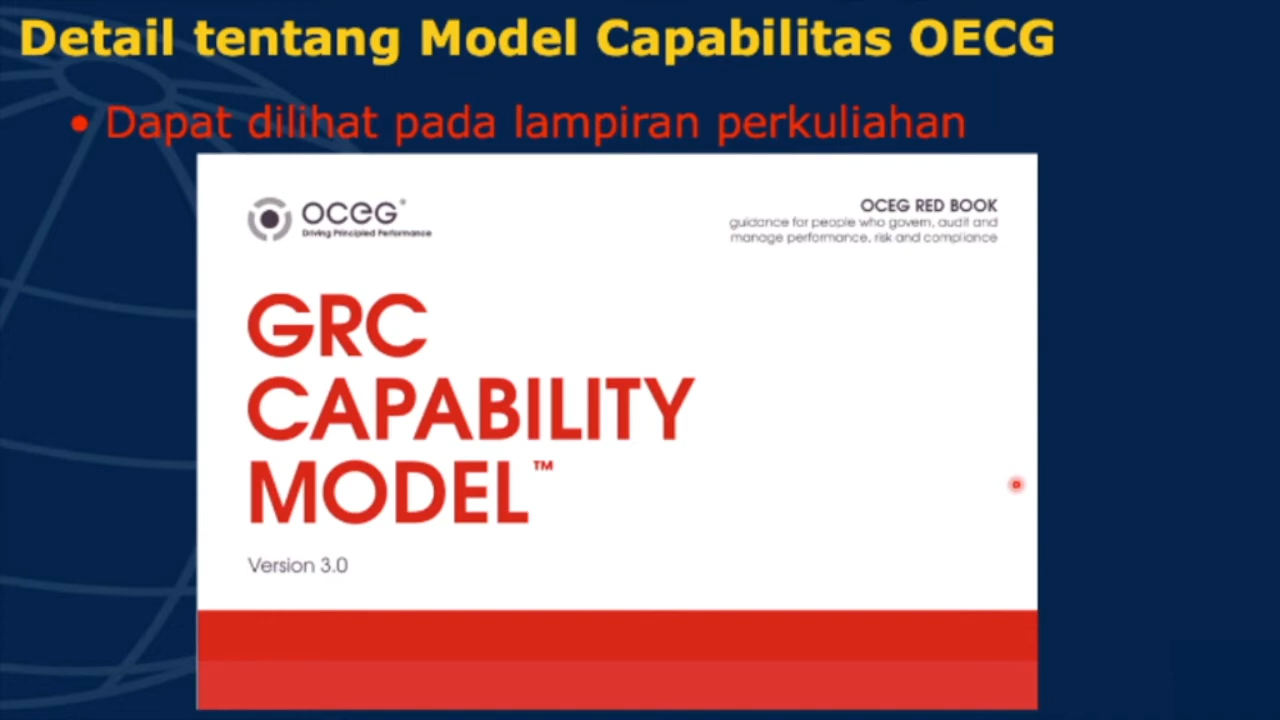 Detail tentang Model Capabilitas OECG
• Dapat dilihat pada lampiran perkuliahan
OCEG®
Driving Principled Performance
OCEG RED BOOK
guidance for people who govern, audit and
manage performance, risk and compliance
GRC
CAPABILITY
MODEL™
Version 3.0